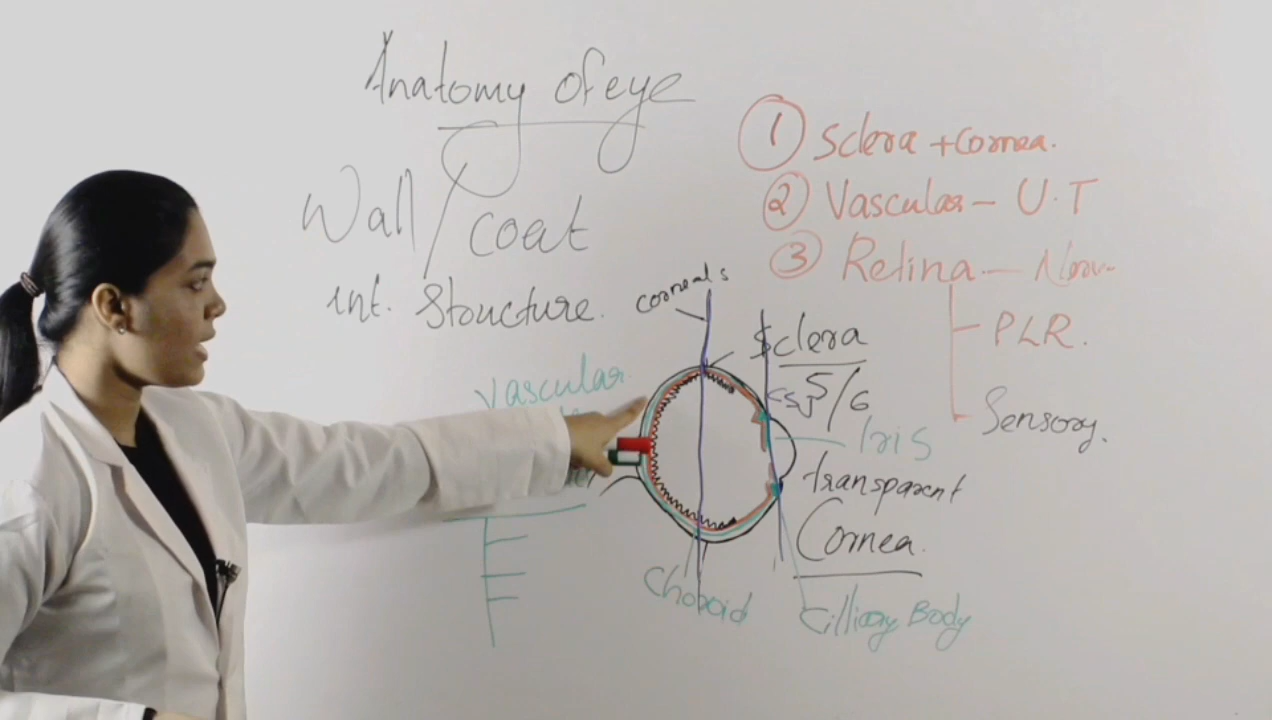 Anatomy of eye
Wall / coat
int. Structure.
① Sclera + Cornea.
② Vascular - U.T
③ Retina - Nerv-
PLR.
Sensory.
Sclera
5/6
Iris
transparent
Cornea.
Cilliary Body
Choroid
Vascular